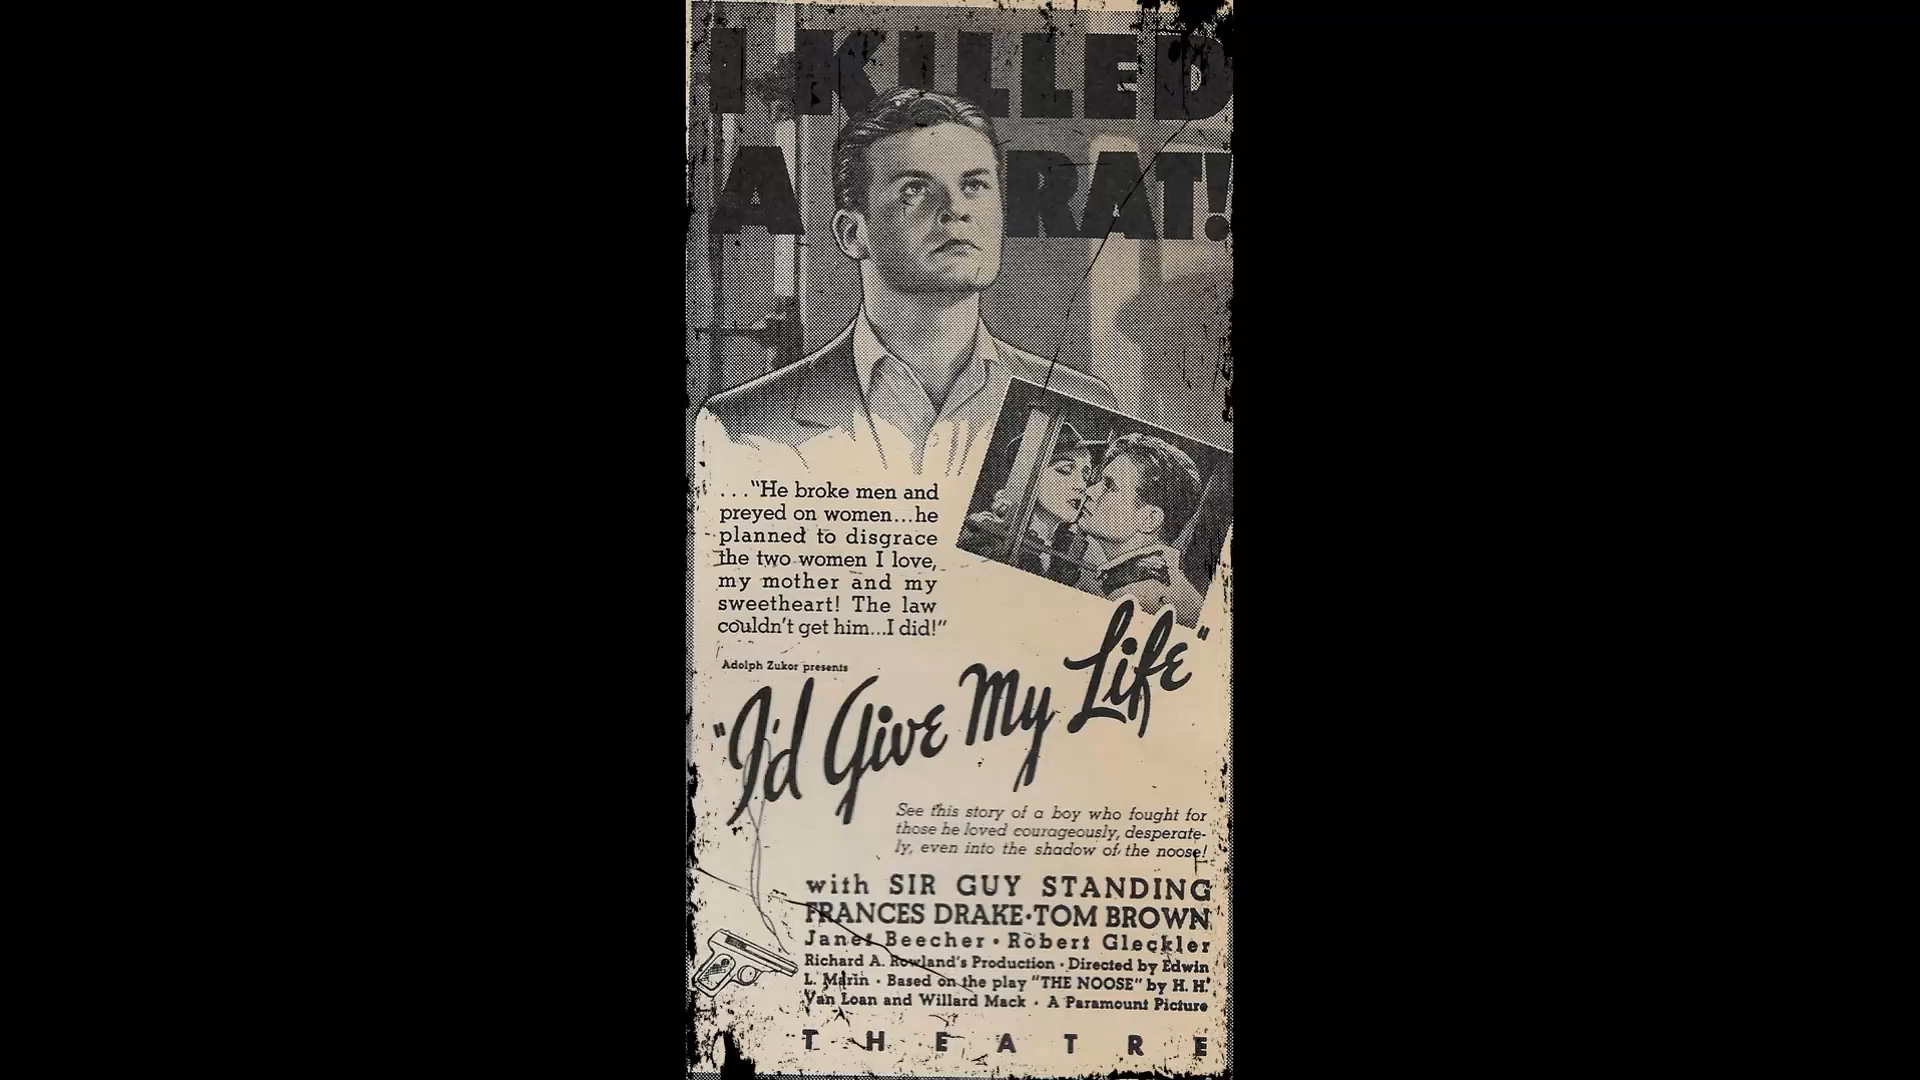 I KILLED
A RAT!
..."He broke men and
preyed on women...he
planned to disgrace
the two women I love,
my mother and my
sweetheart! The law
couldn't get him...I did!"
Adolph Zukor presents
"I'd Give My Life"
See this story of a boy who fought for
those he loved courageously, desperate-
ly, even into the shadow of the noose!
with SIR GUY STANDING
FRANCES DRAKE • TOM BROWN
Janet Beecher • Robert Gleckler
Richard A. Rowland's Production • Directed by Edwin
L. Marin • Based on the play "THE NOOSE" by H. H.
Van Loan and Willard Mack • A Paramount Picture
THEATRE